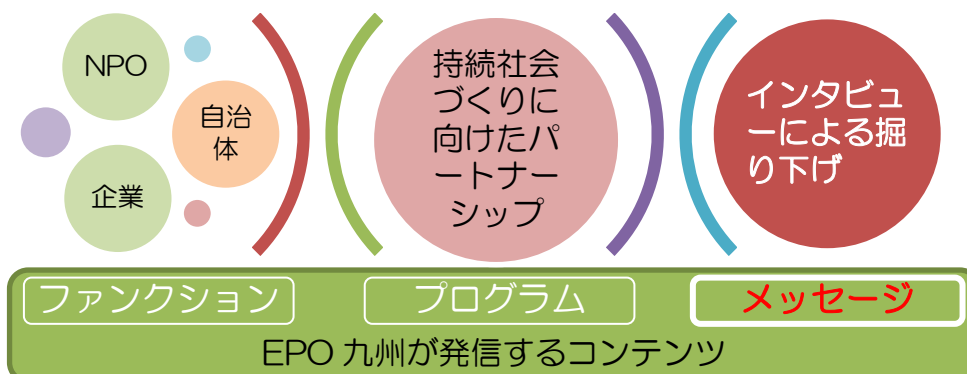 NPO
自治
体
企業
持続社会
づくりに
向けたパ
ートナー
シップ
インタビュ
ーによる掘
り下げ
ファンクション
プログラム
メッセージ
EPO 九州が発信するコンテンツ